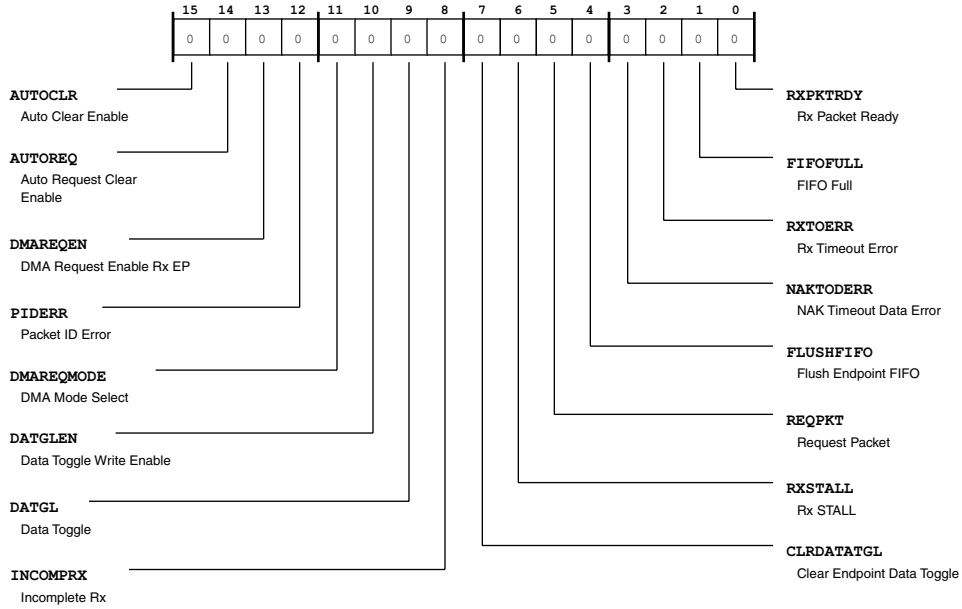 15 14 13 12 11 10 9 8 7 6 5 4 3 2 1 0
0 0 0 0 0 0 0 0 0 0 0 0 0 0 0 0
AUTOCLR
Auto Clear Enable
AUTOREQ
Auto Request Clear
Enable
DMAREQEN
DMA Request Enable Rx EP
PIDERR
Packet ID Error
DMAREQMODE
DMA Mode Select
DATGLEN
Data Toggle Write Enable
DATGL
Data Toggle
INCOMPRX
Incomplete Rx
RXPKTRDY
Rx Packet Ready
FIFOFULL
FIFO Full
RXTOERR
Rx Timeout Error
NAKTODERR
NAK Timeout Data Error
FLUSHFIFO
Flush Endpoint FIFO
REQPKT
Request Packet
RXSTALL
Rx STALL
CLRDATATGL
Clear Endpoint Data Toggle